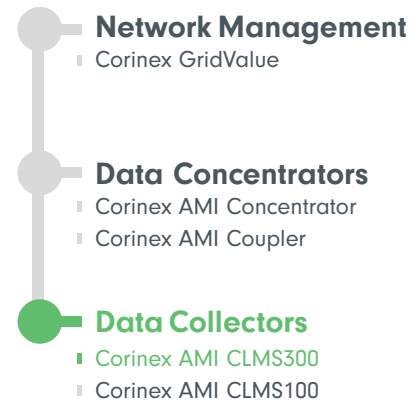 Network Management
Corinex GridValue
Data Concentrators
Corinex AMI Concentrator
Corinex AMI Coupler
Data Collectors
Corinex AMI CLMS300
Corinex AMI CLMS100